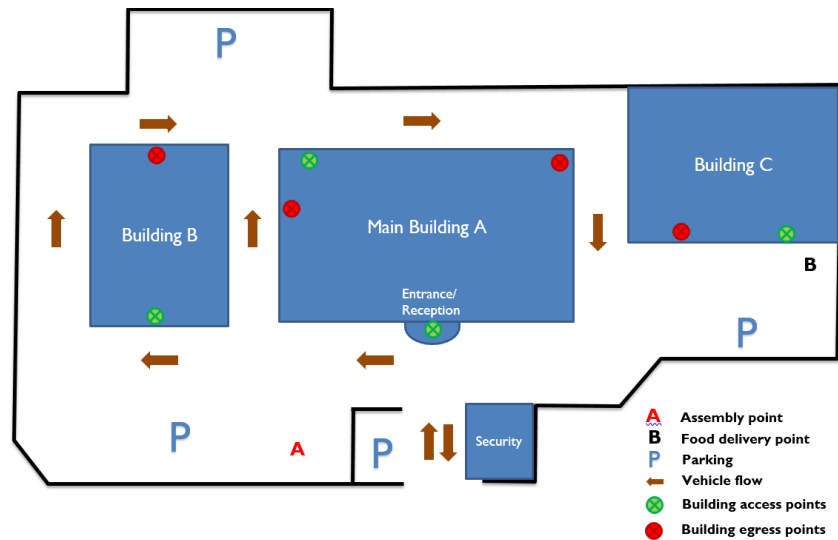 P
Building C
Main Building A
Building B
B
Entrance/
Reception
P
P
A
P
Security
A Assembly point
B Food delivery point
P Parking
Vehicle flow
Building access points
Building egress points